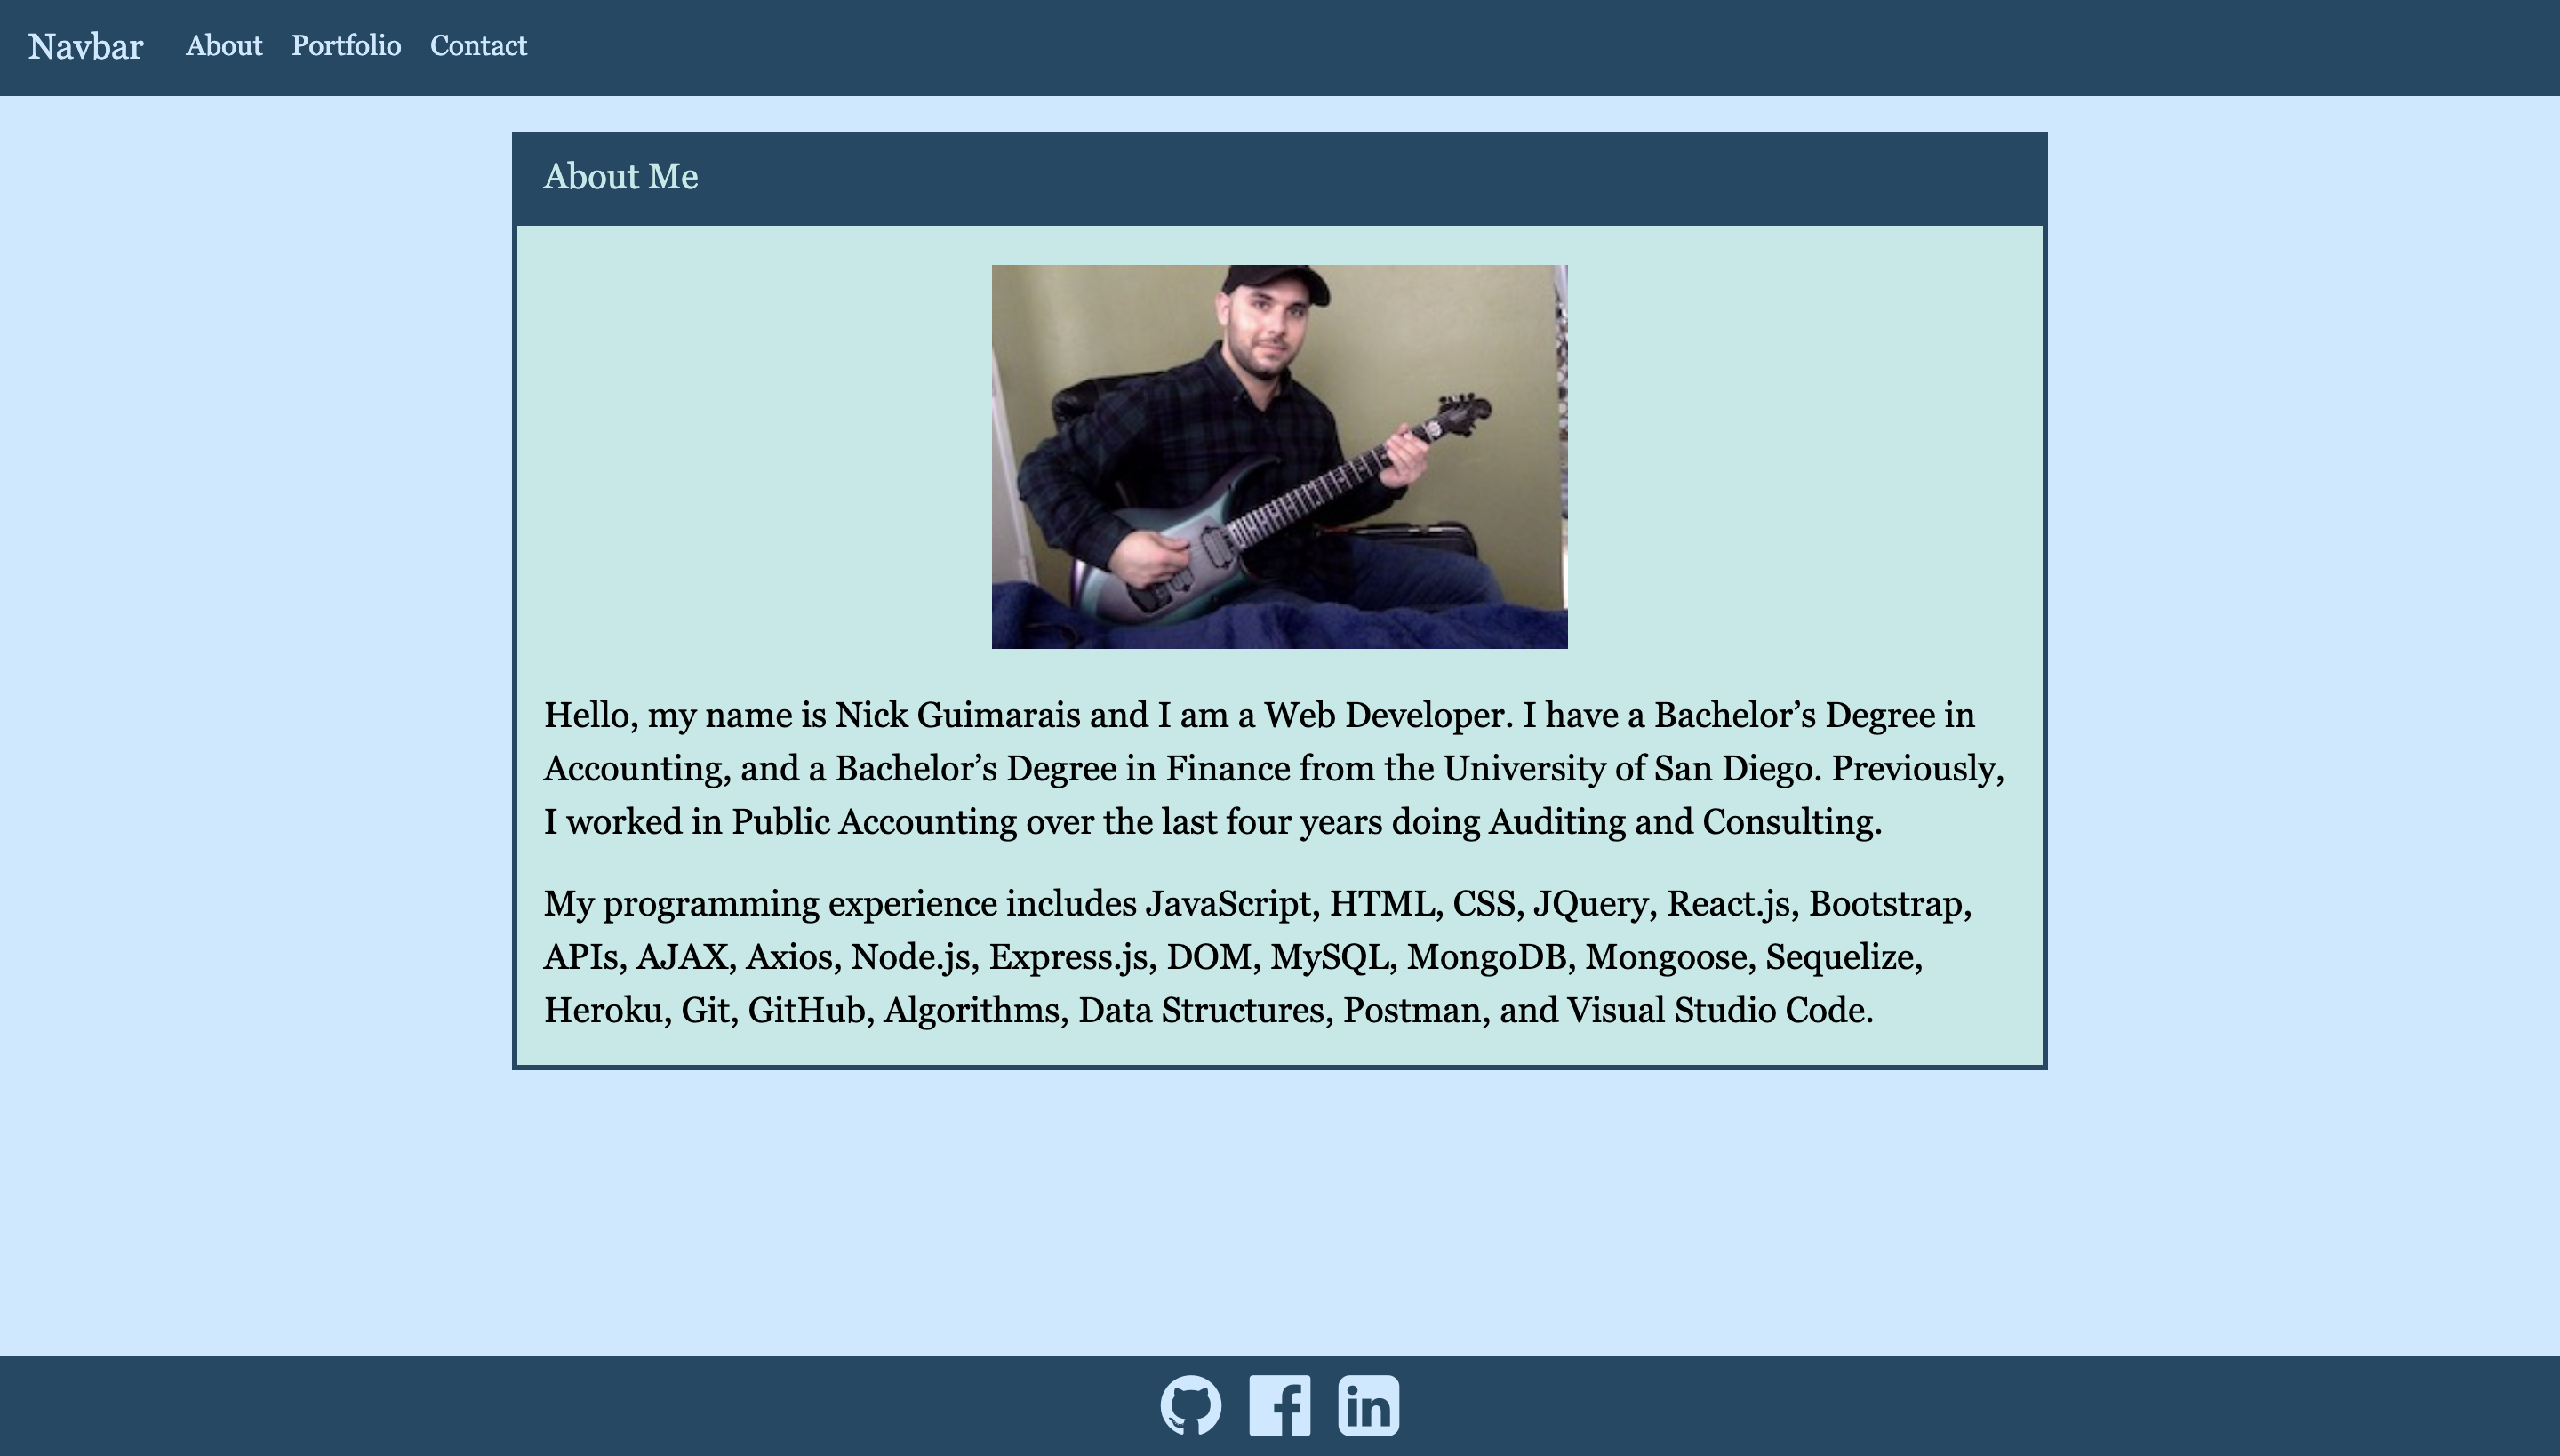 Navbar About Portfolio Contact
About Me
Hello, my name is Nick Guimarais and I am a Web Developer. I have a Bachelor’s Degree in
Accounting, and a Bachelor’s Degree in Finance from the University of San Diego. Previously,
I worked in Public Accounting over the last four years doing Auditing and Consulting.
My programming experience includes JavaScript, HTML, CSS, JQuery, React.js, Bootstrap,
APIs, AJAX, Axios, Node.js, Express.js, DOM, MySQL, MongoDB, Mongoose, Sequelize,
Heroku, Git, GitHub, Algorithms, Data Structures, Postman, and Visual Studio Code.
f in